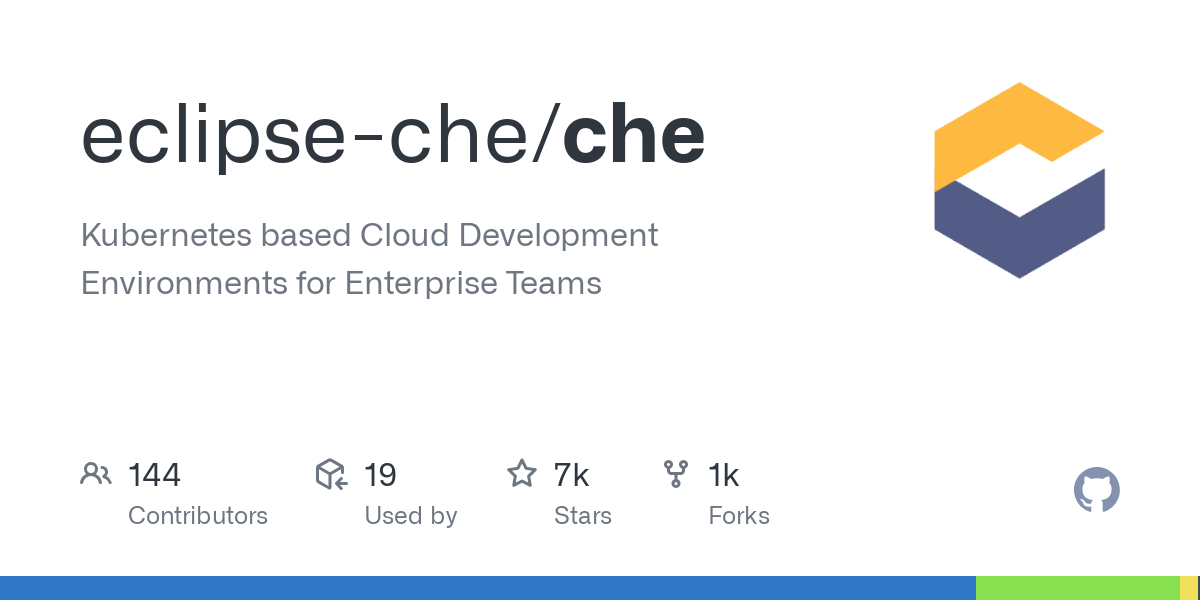 eclipse-che/che
Kubernetes based Cloud Development
Environments for Enterprise Teams
144
Contributors
19
Used by
7k
Stars
1k
Forks